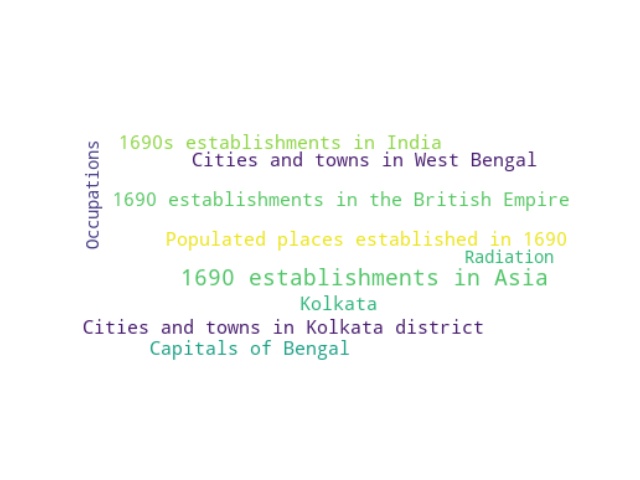 1690s establishments in India
Cities and towns in West Bengal
Occupations
1690 establishments in the British Empire
Populated places established in 1690
Radiation
1690 establishments in Asia
Kolkata
Cities and towns in Kolkata district
Capitals of Bengal